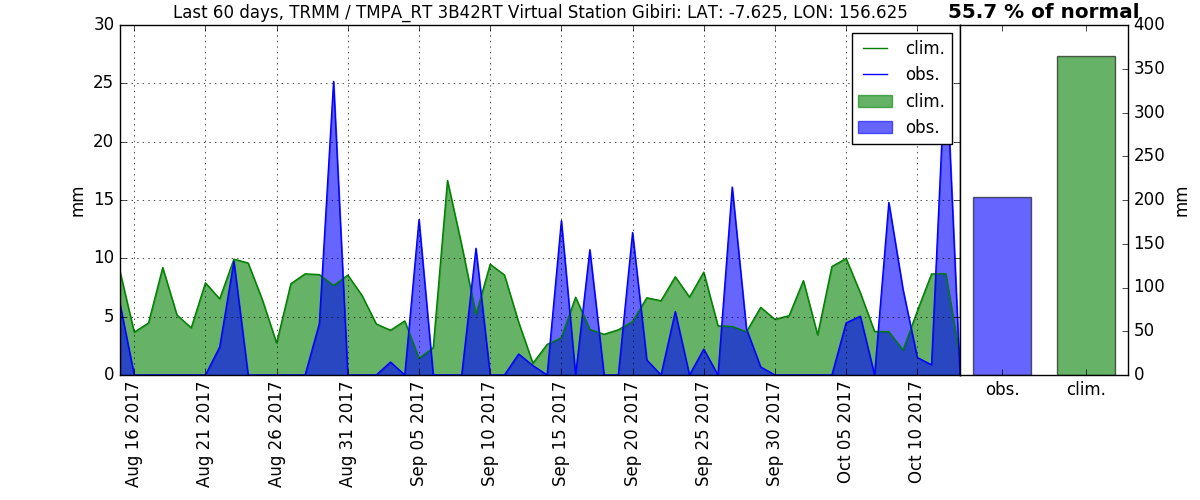 Last 60 days, TRMM / TMPA_RT 3B42RT Virtual Station Gibiri: LAT: -7.625, LON: 156.625
55.7 % of normal
mm
30
25
20
15
10
5
0
clim.
obs.
clim.
obs.
400
350
300
250
200
150
100
50
0
mm
obs.
clim.
Aug 16 2017
Aug 21 2017
Aug 26 2017
Aug 31 2017
Sep 05 2017
Sep 10 2017
Sep 15 2017
Sep 20 2017
Sep 25 2017
Sep 30 2017
Oct 05 2017
Oct 10 2017